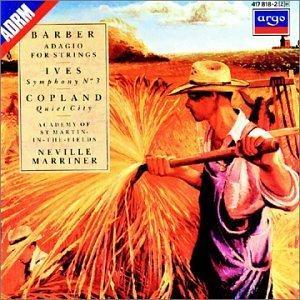 ADRM
417 818-2
argo
BARBER
ADAGIO
FOR STRINGS
IVES
Symphony No 3
COPLAND
Quiet City
ACADEMY OF
ST MARTIN-
IN-THE-FIELDS
NEVILLE
MARRINER